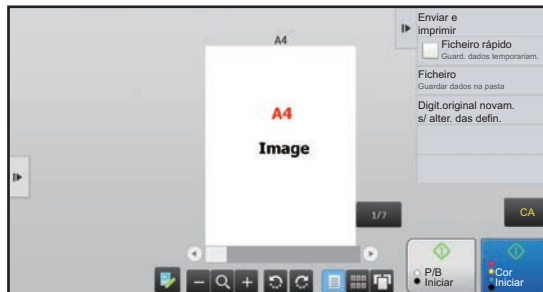 A4
A4
Image
1/7
Enviar e
imprimir
Ficheiro rápido
Guard. dados temporariam.
Ficheiro
Guardar dados na pasta
Digit.original novam.
s/ alter. das defin.
CA
P/B
Iniciar
Cor
Iniciar